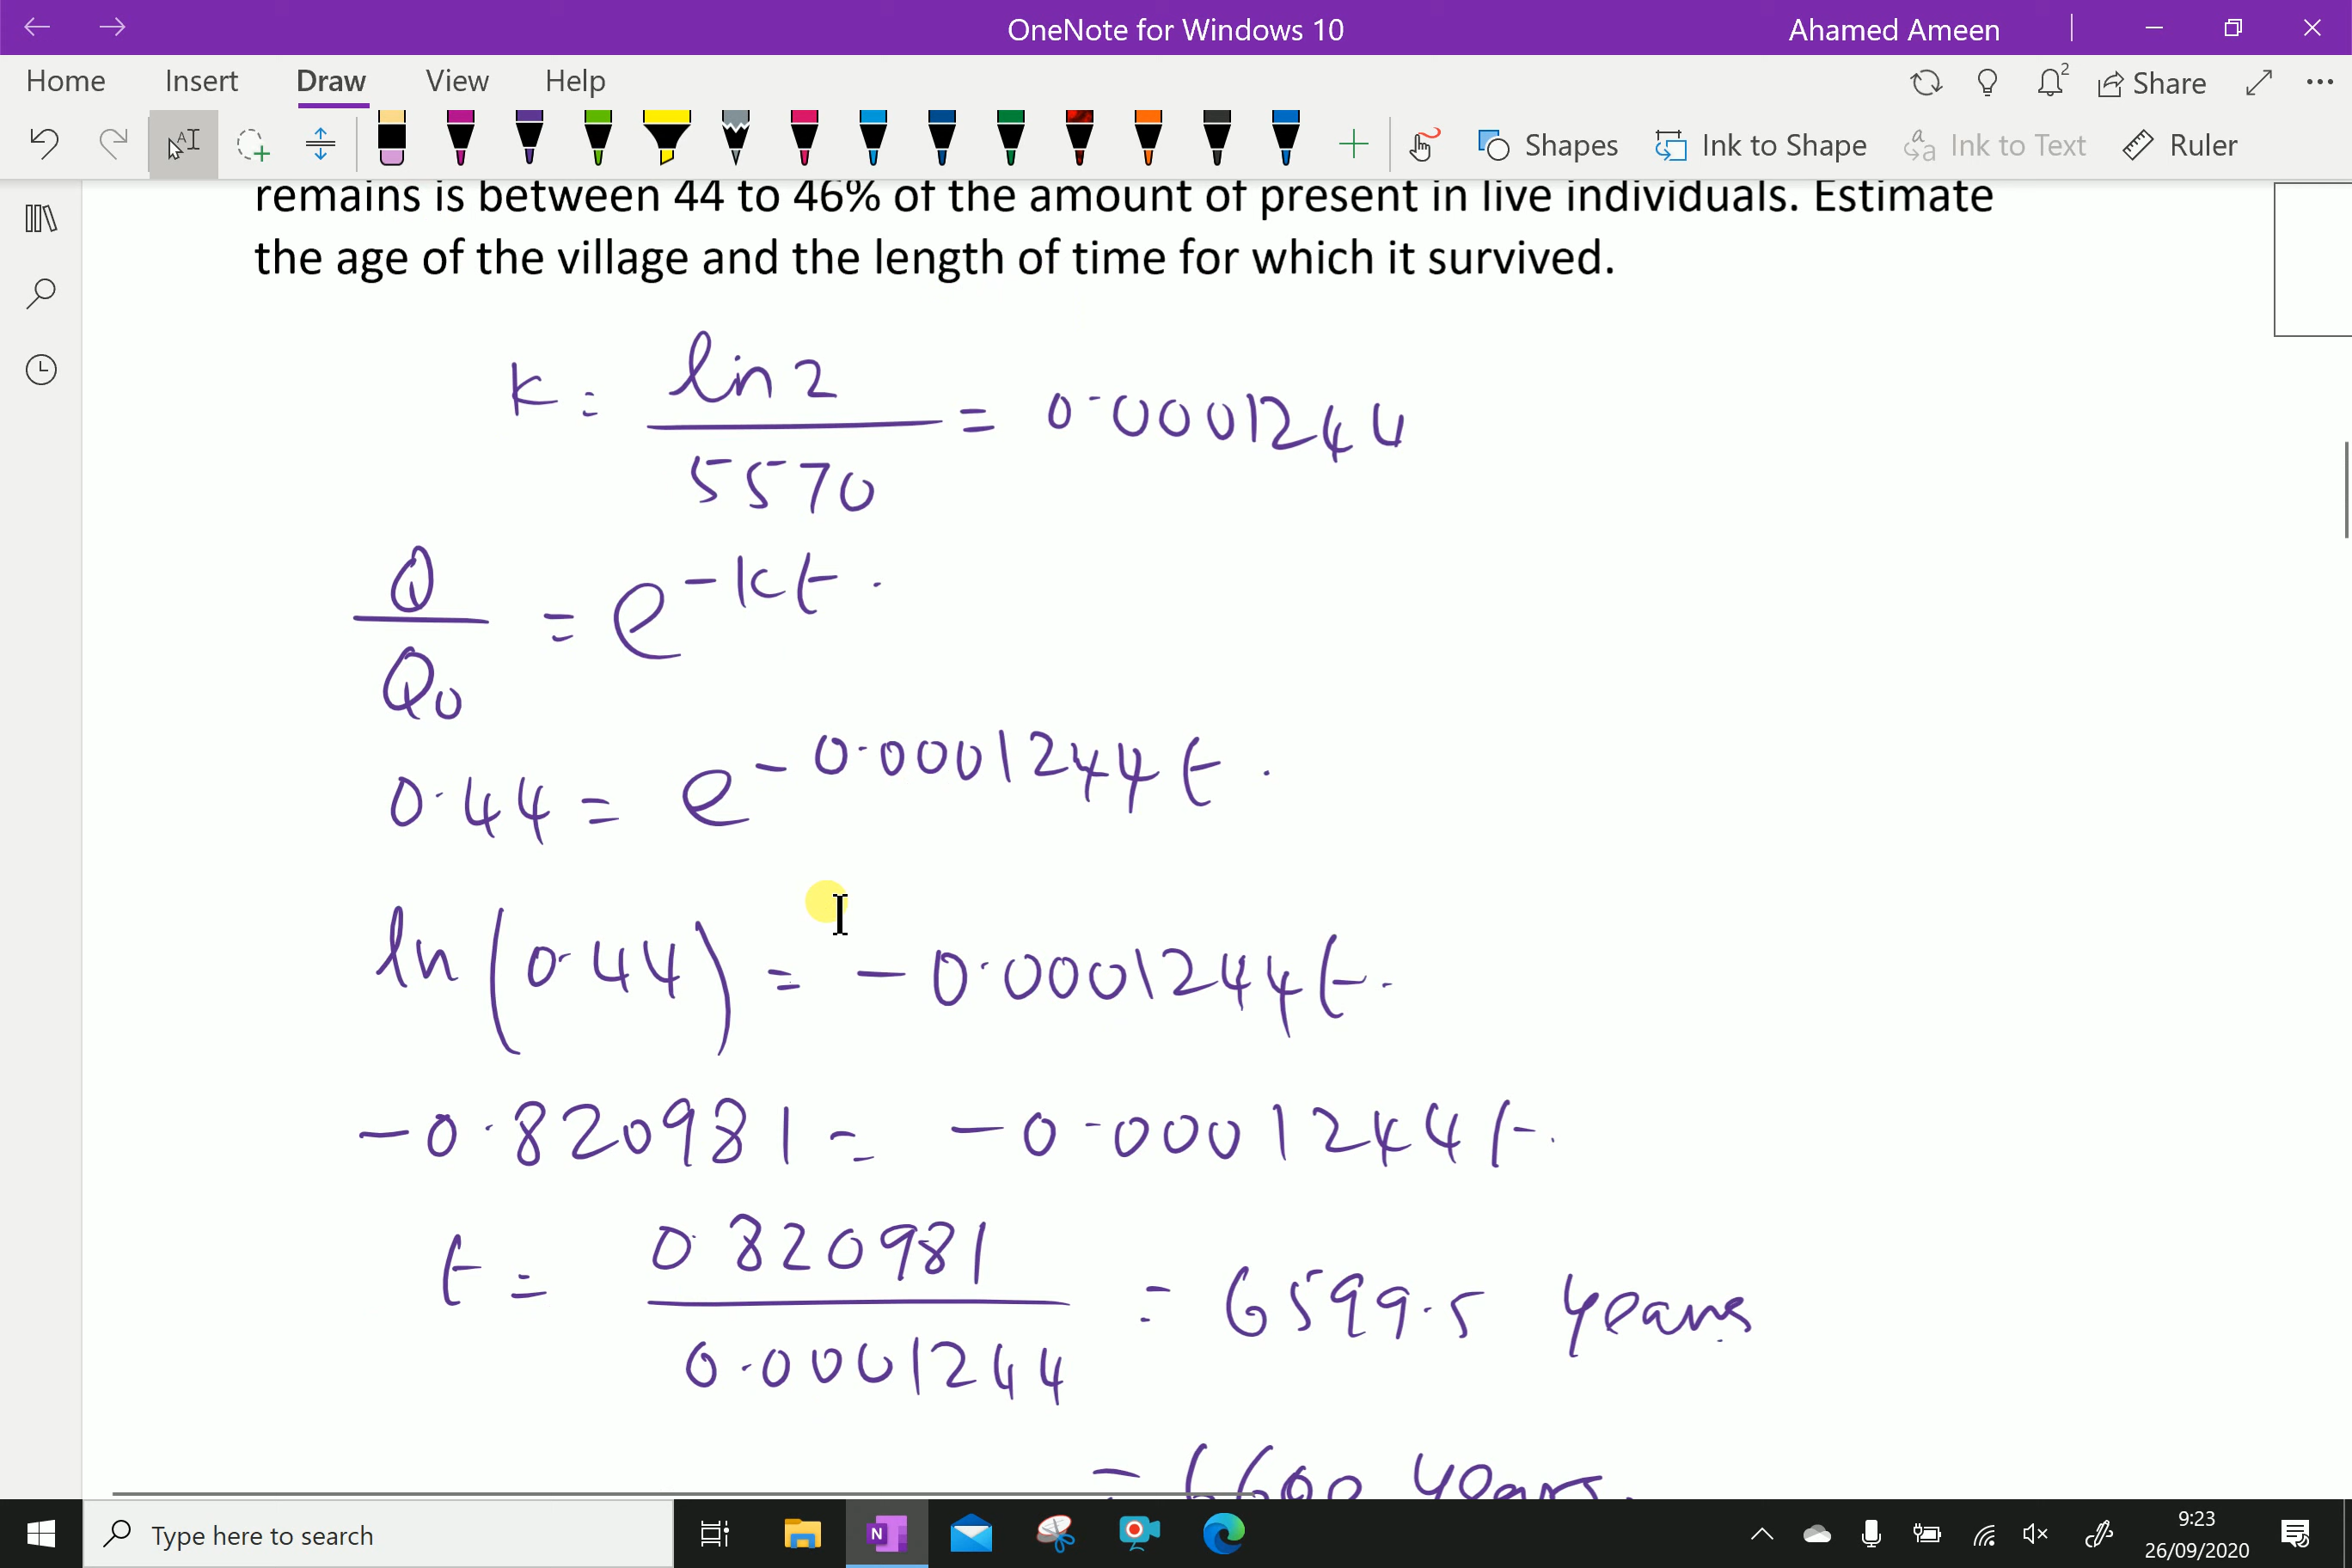 OneNote for Windows 10
Ahamed Ameen
Home Insert Draw View Help
2
Share
Shapes Ink to Shape Ink to Text Ruler
remains is between 44 to 46% of the amount of present in live individuals. Estimate
the age of the village and the length of time for which it survived.
k = ln 2 / 5570 = 0.0001244
Q / Q0 = e^-kt.
0.44 = e^-0.0001244t.
ln (0.44) = -0.0001244t.
-0.820981 = -0.0001244t.
t = 0.820981 / 0.0001244 = 6599.5 years
= 6600 years.
Type here to search
N
9:23
26/09/2020